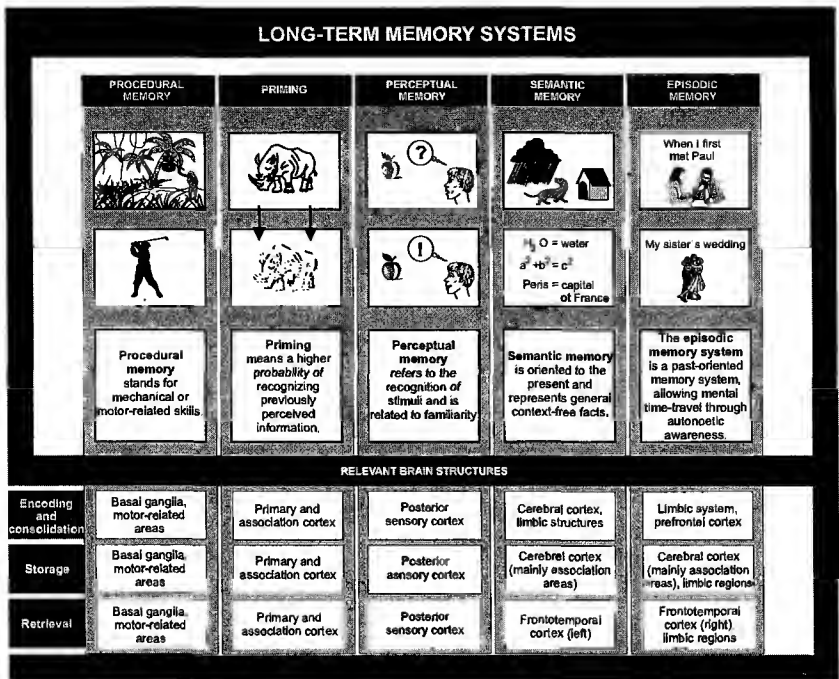 LONG-TERM MEMORY SYSTEMS
PROCEDURAL
MEMORY
PRIMING
PERCEPTUAL
MEMORY
SEMANTIC
MEMORY
EPISODIC
MEMORY
?
When I first
met Paul
!
H₂O = water
a² +b² = c²
Paris = capital
of France
My sister's wedding
Procedural
memory
stands for
mechanical or
motor-related skills.
Priming
means a higher
probability of
recognizing
previously
perceived
information.
Perceptual
memory
refers to the
recognition of
stimuli and is
related to familiarity
Semantic memory
is oriented to the
present and
represents general
context-free facts.
The episodic
memory system
is a past-oriented
memory system,
allowing mental
time-travel through
autonoetic
awareness.
RELEVANT BRAIN STRUCTURES
Encoding
and
consolidation
Basal ganglia,
motor-related
areas
Primary and
association cortex
Posterior
sensory cortex
Cerebral cortex,
limbic structures
Limbic system,
prefrontal cortex
Storage
Basal ganglia,
motor-related
areas
Primary and
association cortex
Posterior
sensory cortex
Cerebral cortex
(mainly association
areas)
Cerebral cortex
(mainly association
reas), limbic regions
Retrieval
Basal ganglia,
motor-related
areas
Primary and
association cortex
Posterior
sensory cortex
Frontotemporal
cortex (left)
Frontotemporal
cortex (right)
limbic regions